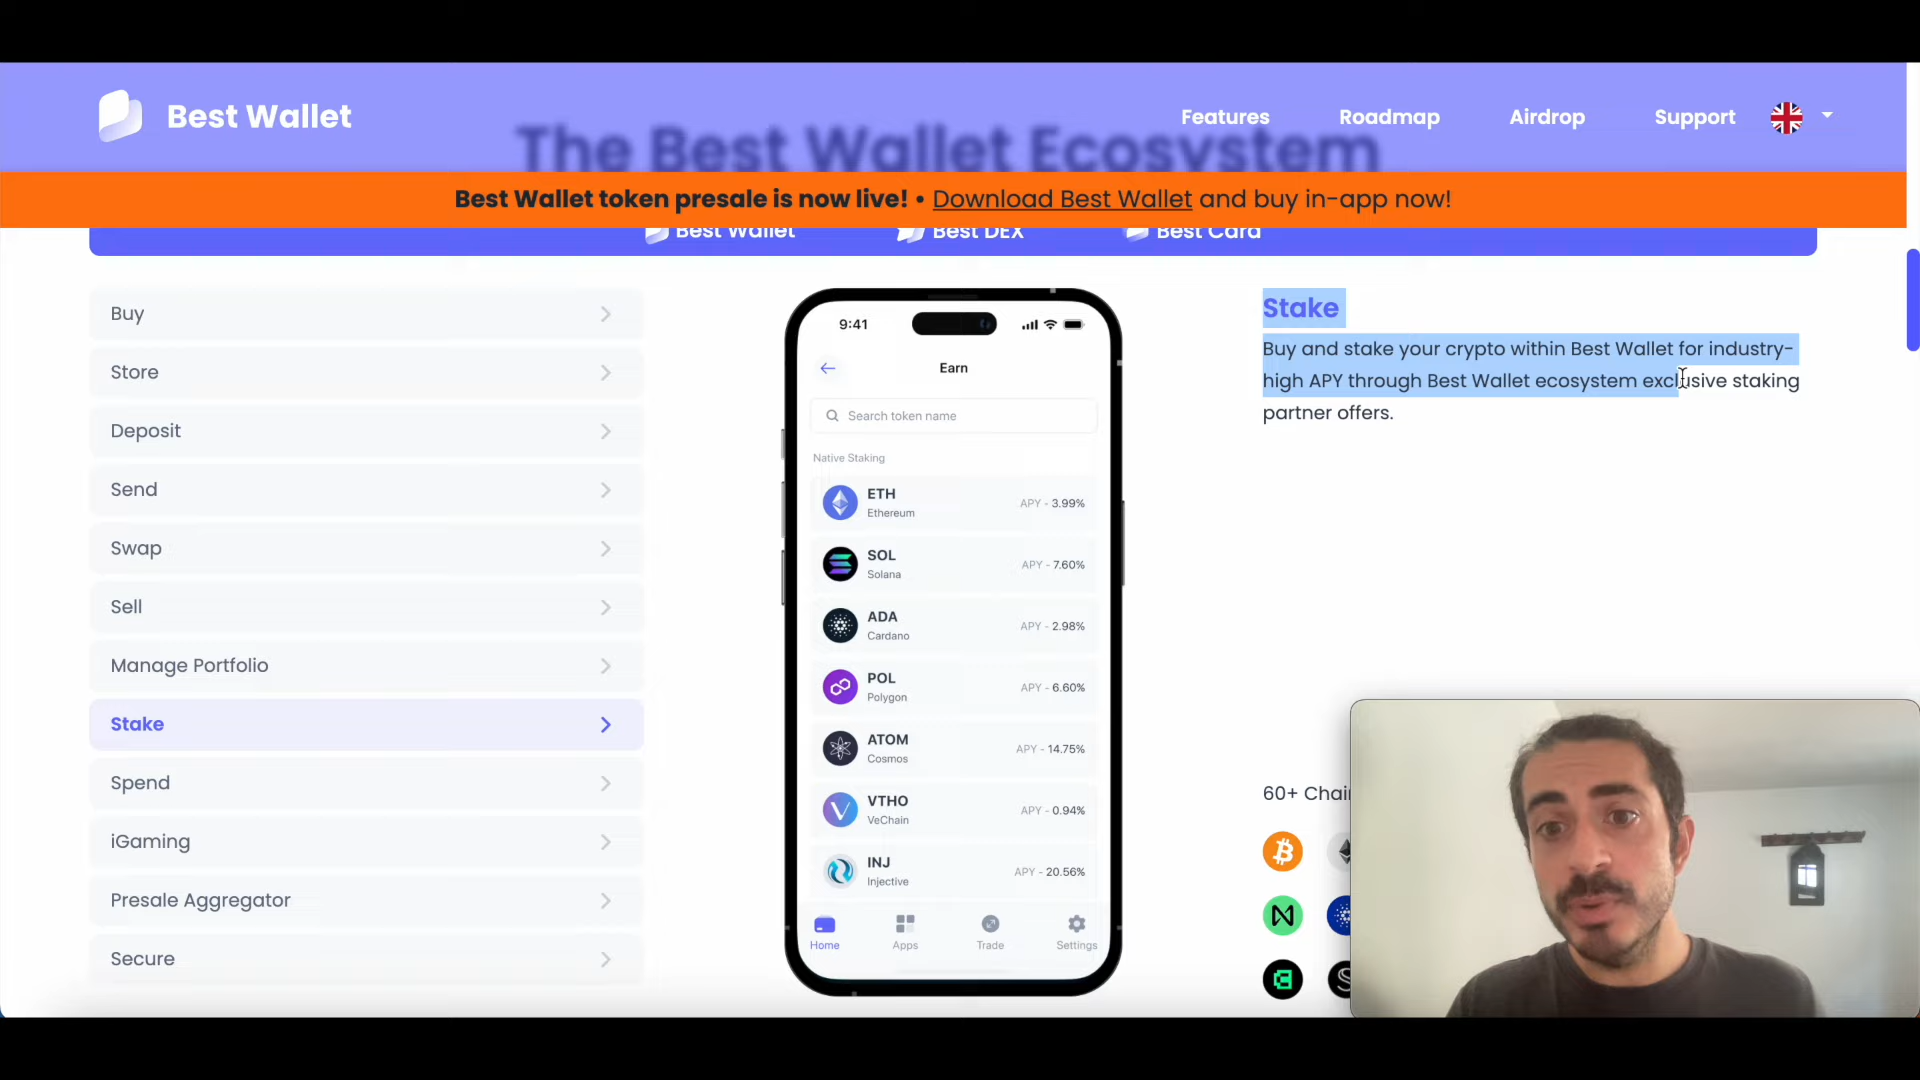 Best Wallet
Features
Roadmap
Airdrop
Support
The Best Wallet Ecosystem
Best Wallet token presale is now live! • Download Best Wallet and buy in-app now!
Best Wallet
Best DEX
Best Card
Buy
Store
Deposit
Send
Swap
Sell
Manage Portfolio
Stake
Spend
iGaming
Presale Aggregator
Secure
9:41
Earn
Search token name
Native Staking
ETH
Ethereum
APY - 3.99%
SOL
Solana
APY - 7.60%
ADA
Cardano
APY - 2.98%
POL
Polygon
APY - 6.60%
ATOM
Cosmos
APY - 14.75%
VTHO
VeChain
APY - 0.94%
INJ
Injective
APY - 20.56%
Home
Apps
Trade
Settings
Stake
Buy and stake your crypto within Best Wallet for industry-
high APY through Best Wallet ecosystem exclusive staking
partner offers.
60+